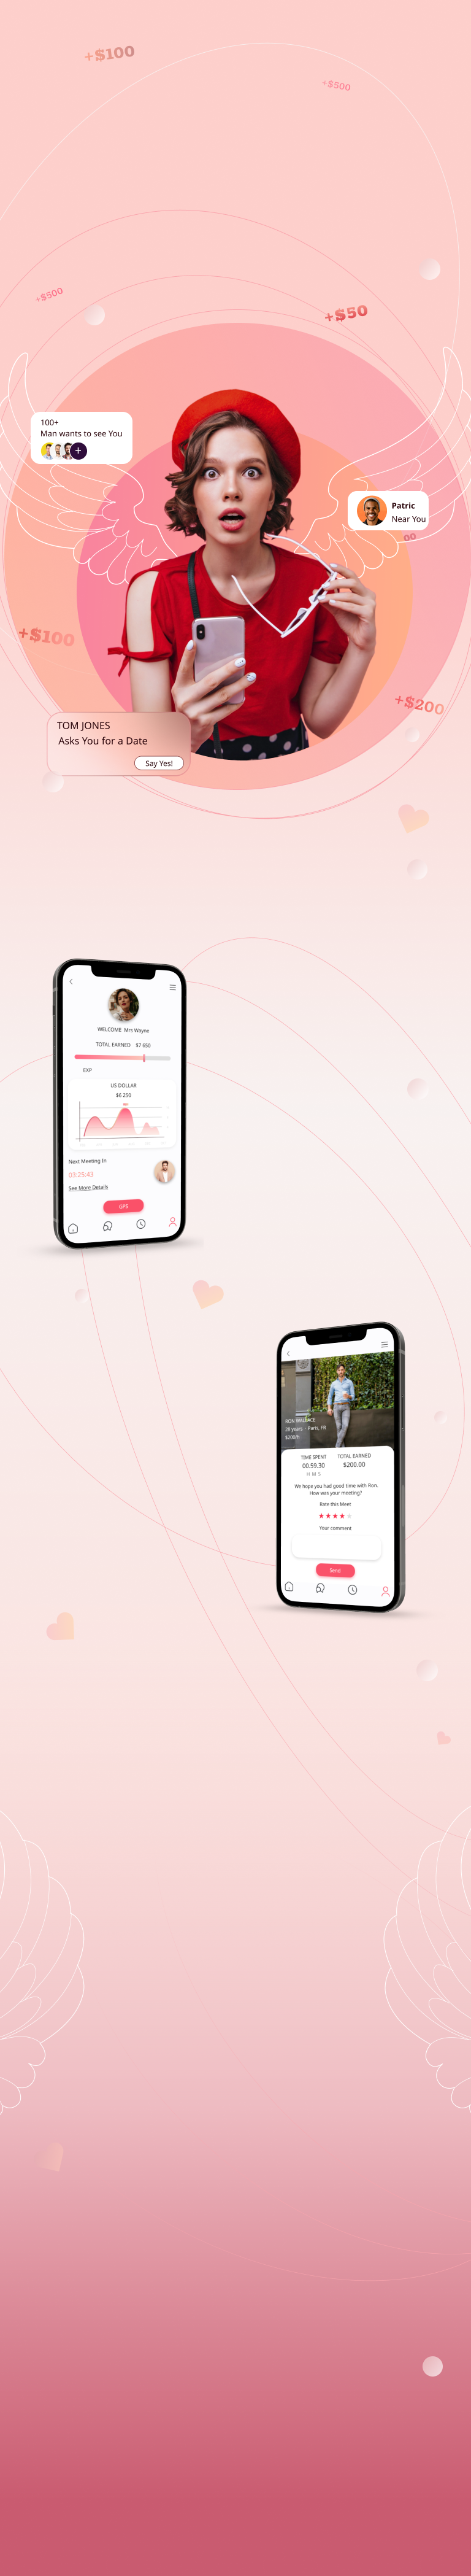 +$100
+$500
+$500
+$50
100+
Man wants to see You
+
Patric
Near You
00
+$100
+$200
TOM JONES
Asks You for a Date
Say Yes!
WELCOME Mrs Wayne
TOTAL EARNED $7 650
EXP
US DOLLAR
$6 250
Next Meeting In
03:25:43
See More Details
GPS
RON WALLACE
28 years - Paris, FR
$200/h
TIME SPENT TOTAL EARNED
00.59.30 $200.00
H M S
We hope you had good time with Ron.
How was your menting?
Rate this Meet
Your comment
Send